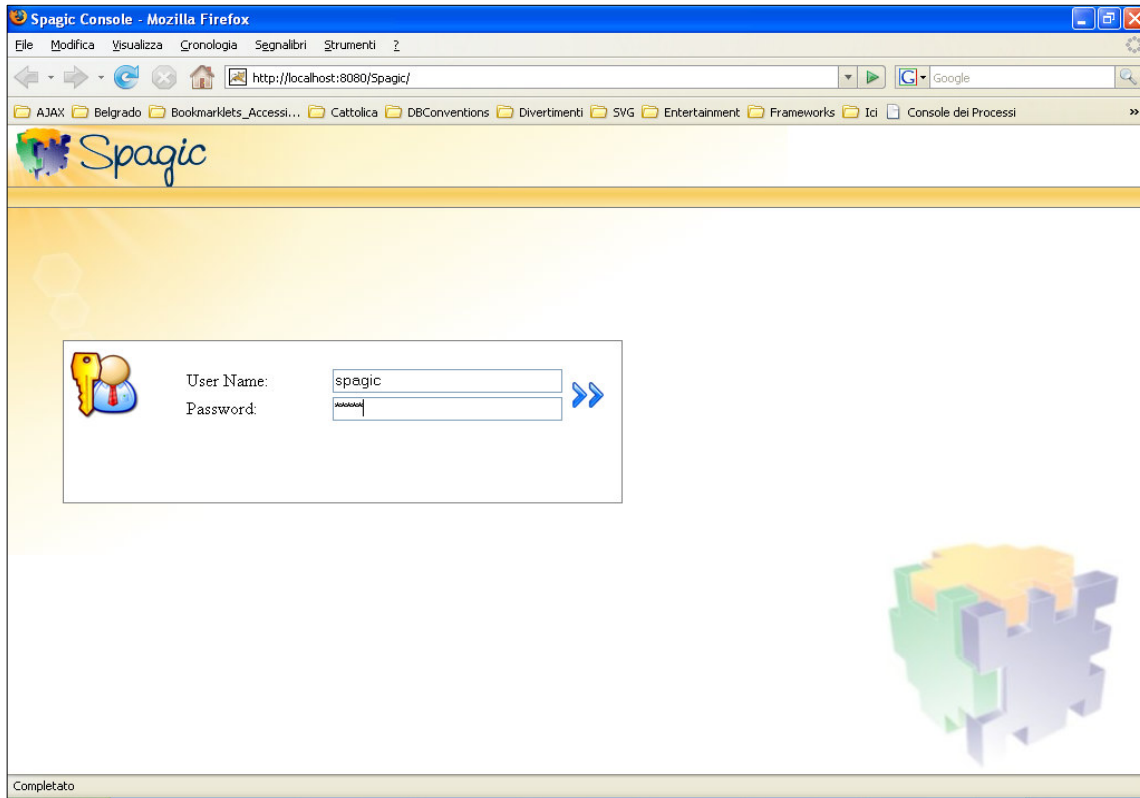 Spagic Console - Mozilla Firefox
File Modifica Visualizza Cronologia Segnalibri Strumenti ?
http://localhost:8080/Spagic/ G Google
AJAX Belgrado Bookmarklets_Accessi... Cattolica DBConventions Divertimenti SVG Entertainment Frameworks Ici Console dei Processi »
Spagic
User Name: spagic
Password: *****
Completato